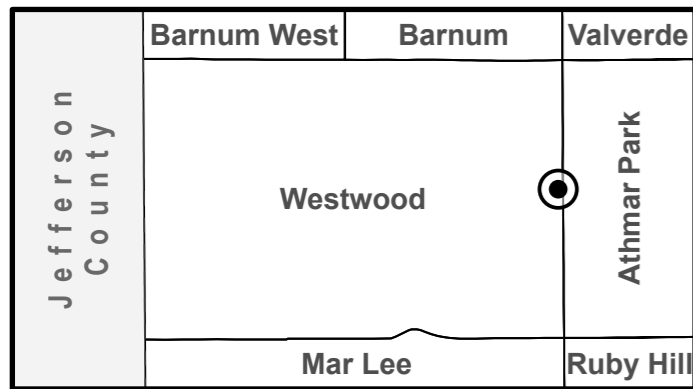 Barnum West
Barnum
Valverde
Jefferson
County
Westwood
Athmar Park
Mar Lee
Ruby Hill